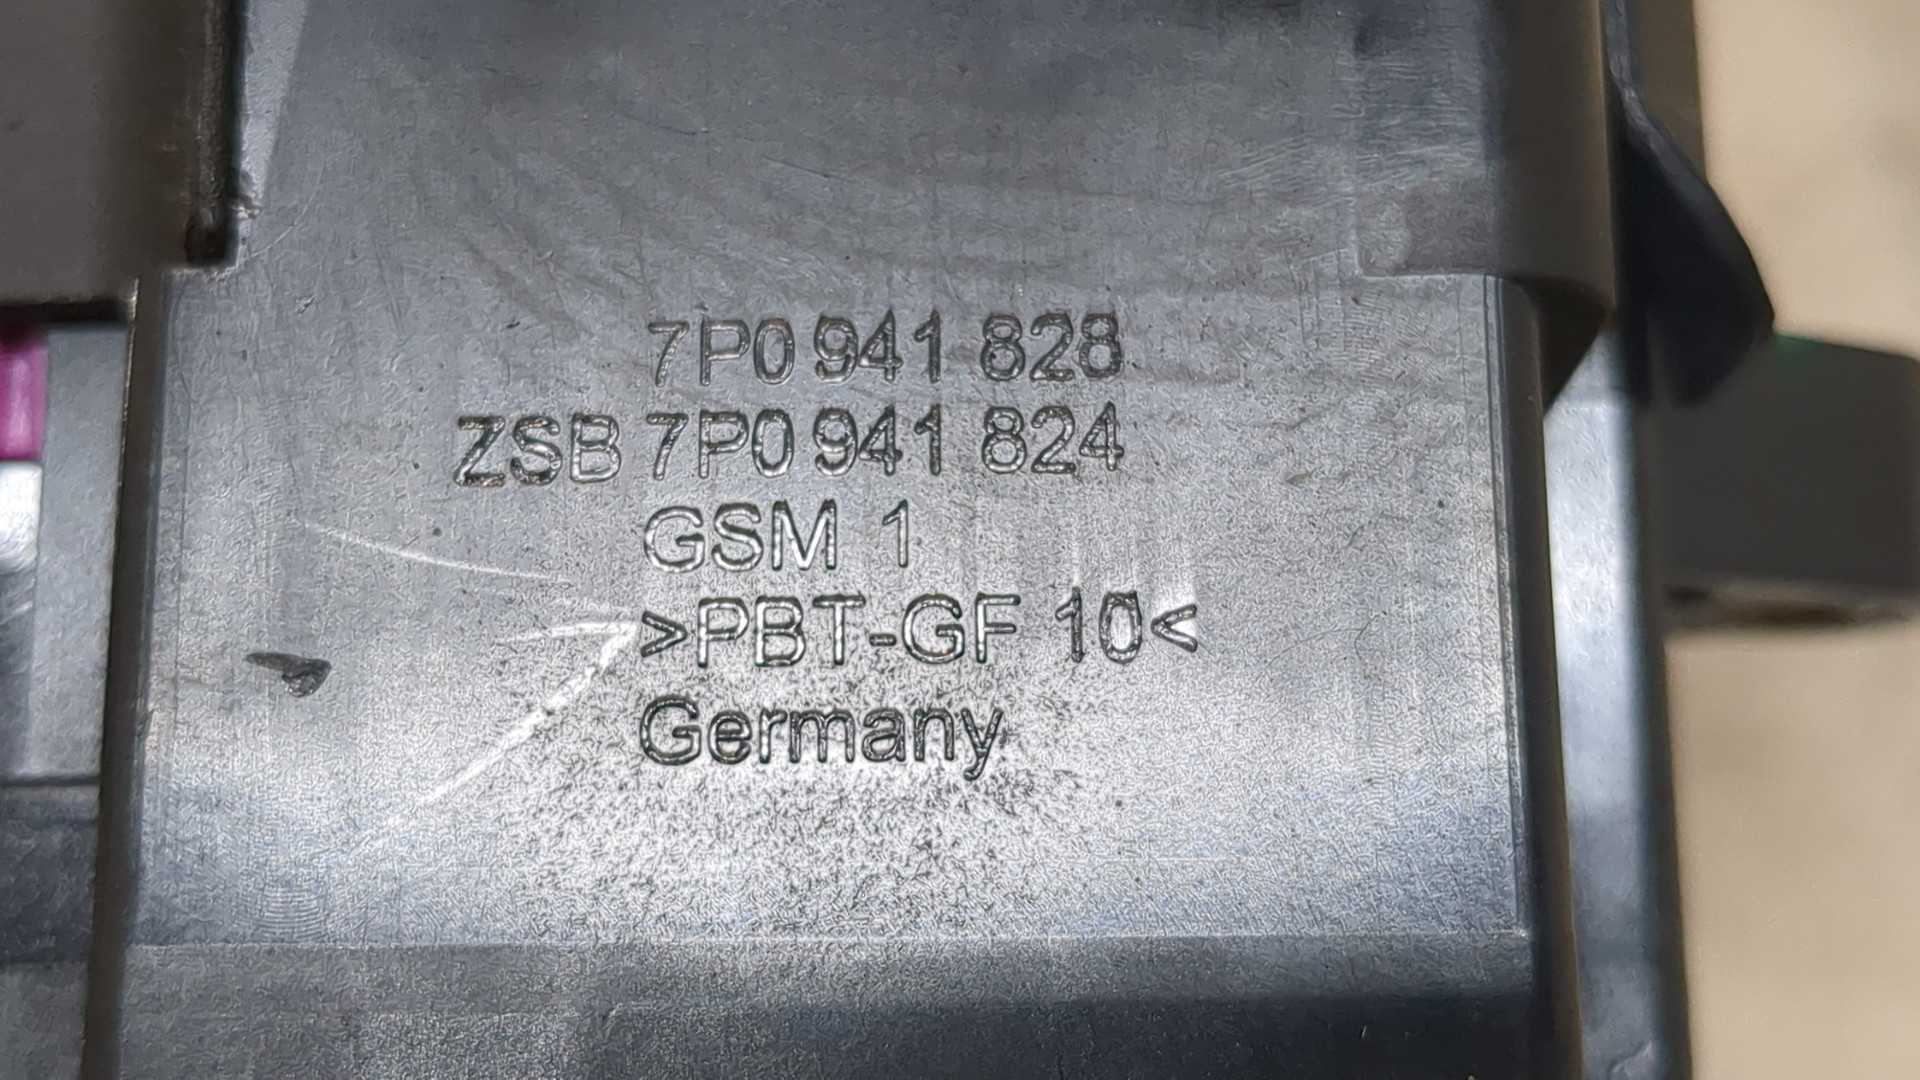 7P0 941 828
ZSB 7P0 941 824
GSM 1
>PBT-GF 10<
Germany